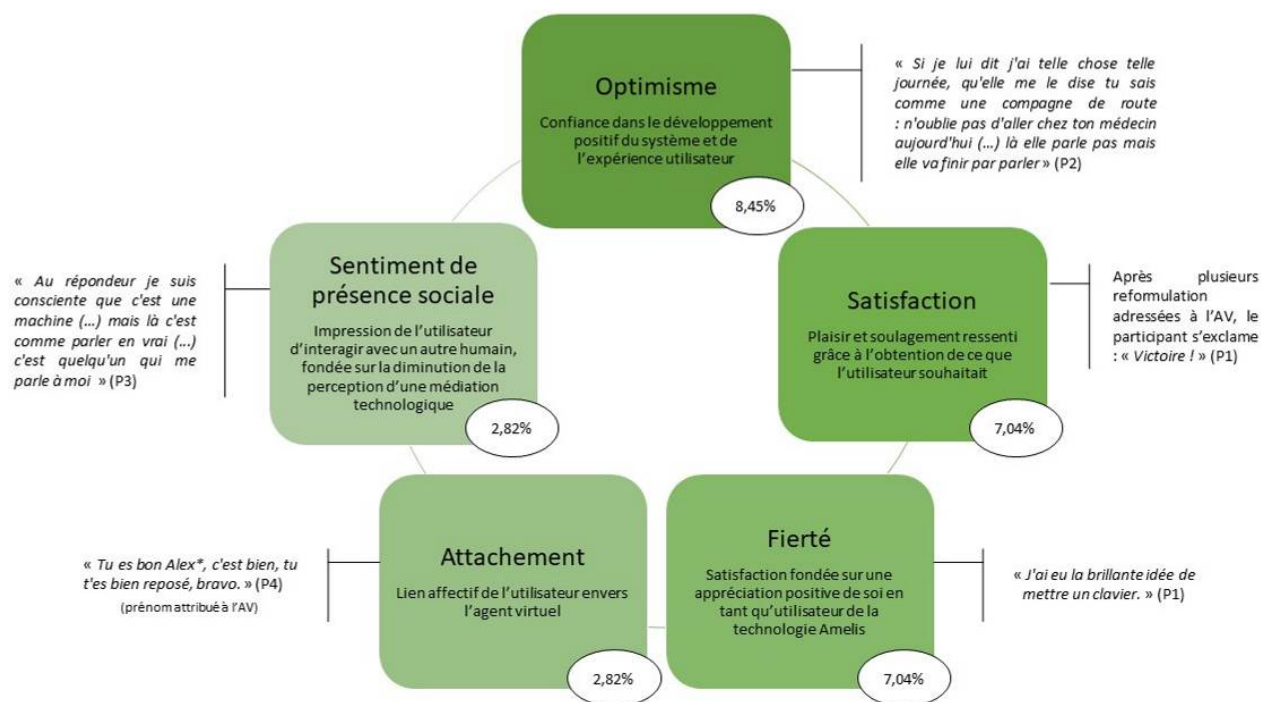 Optimisme
Confiance dans le développement
positif du système et de
l'expérience utilisateur
8,45%
« Si je lui dit j'ai telle chose telle
journée, qu'elle me le dise tu sais
comme une compagne de route
: n'oublie pas d'aller chez ton médecin
aujourd'hui (...) là elle parle pas mais
elle va finir par parler » (P2)
Satisfaction
Plaisir et soulagement ressenti
grâce à l'obtention de ce que
l'utilisateur souhaitait
7,04%
Après plusieurs
reformulation
adressées à l'AV, le
participant s'exclame
: « Victoire ! » (P1)
Fierté
Satisfaction fondée sur une
appréciation positive de soi en
tant qu'utilisateur de la
technologie Amelis
7,04%
« J'ai eu la brillante idée de
mettre un clavier. » (P1)
Attachement
Lien affectif de l'utilisateur envers
l'agent virtuel
2,82%
« Tu es bon Alex*, c'est bien, tu
t'es bien reposé, bravo. » (P4)
(prénom attribué à l'AV)
Sentiment de
présence sociale
Impression de l'utilisateur
d'interagir avec un autre humain,
fondée sur la diminution de la
perception d'une médiation
technologique
2,82%
« Au répondeur je suis
consciente que c'est une
machine (...) mais là c'est
comme parler en vrai (...)
c'est quelqu'un qui me
parle à moi » (P3)